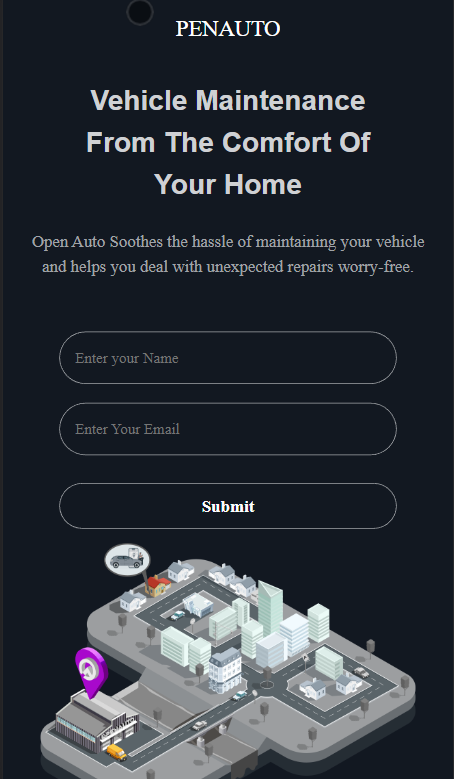 PENAUTO
Vehicle Maintenance
From The Comfort Of
Your Home
Open Auto Soothes the hassle of maintaining your vehicle
and helps you deal with unexpected repairs worry-free.
Enter your Name
Enter Your Email
Submit